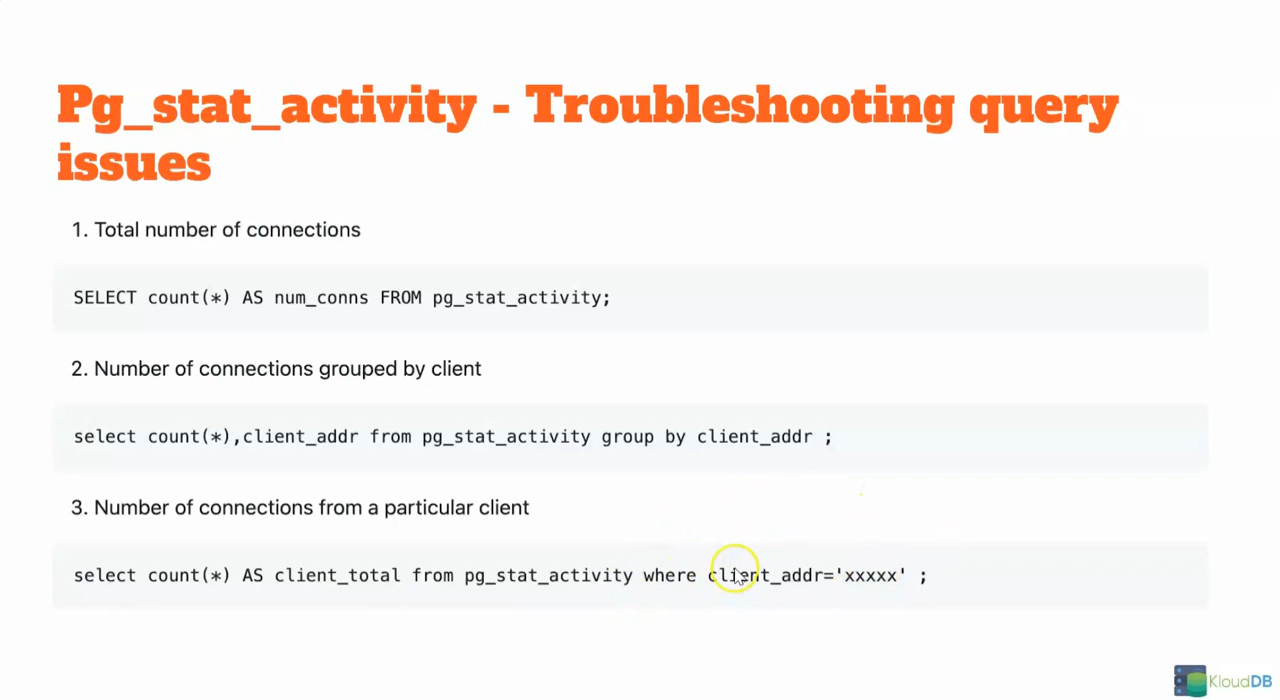 Pg_stat_activity - Troubleshooting query
issues
1. Total number of connections
SELECT count(*) AS num_conns FROM pg_stat_activity;
2. Number of connections grouped by client
select count(*),client_addr from pg_stat_activity group by client_addr ;
3. Number of connections from a particular client
select count(*) AS client_total from pg_stat_activity where client_addr='xxxxx' ;
KloudDB